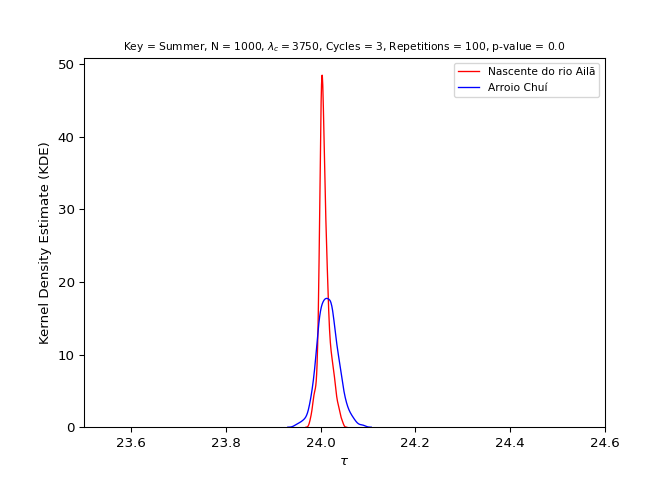 Key = Summer, N = 1000, λc = 3750, Cycles = 3, Repetitions = 100, p-value = 0.0
Nascente do rio Ailã
Arroio Chuí
Kernel Density Estimate (KDE)
50
40
30
20
10
0
23.6 23.8 24.0 24.2 24.4 24.6
τ